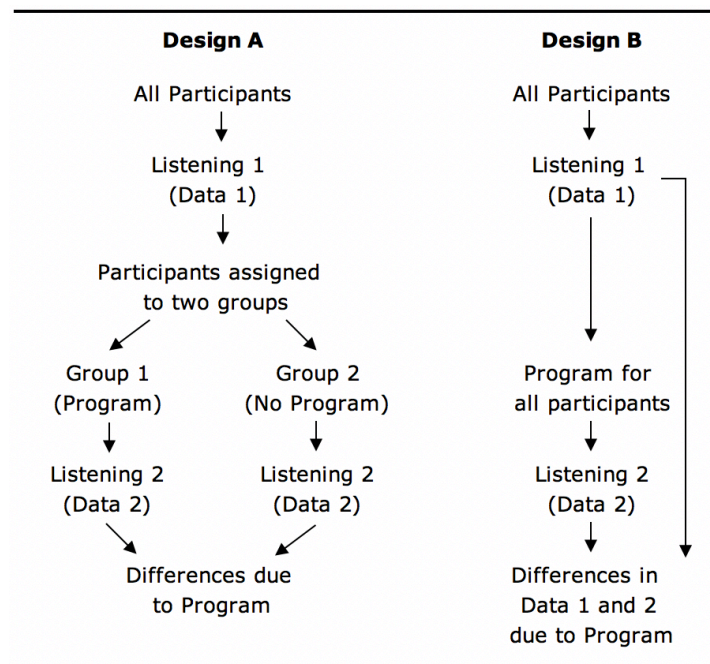 Design A
All Participants
Listening 1
(Data 1)
Participants assigned
to two groups
Group 1
(Program)
Group 2
(No Program)
Listening 2
(Data 2)
Listening 2
(Data 2)
Differences due
to Program
Design B
All Participants
Listening 1
(Data 1)
Program for
all participants
Listening 2
(Data 2)
Differences in
Data 1 and 2
due to Program